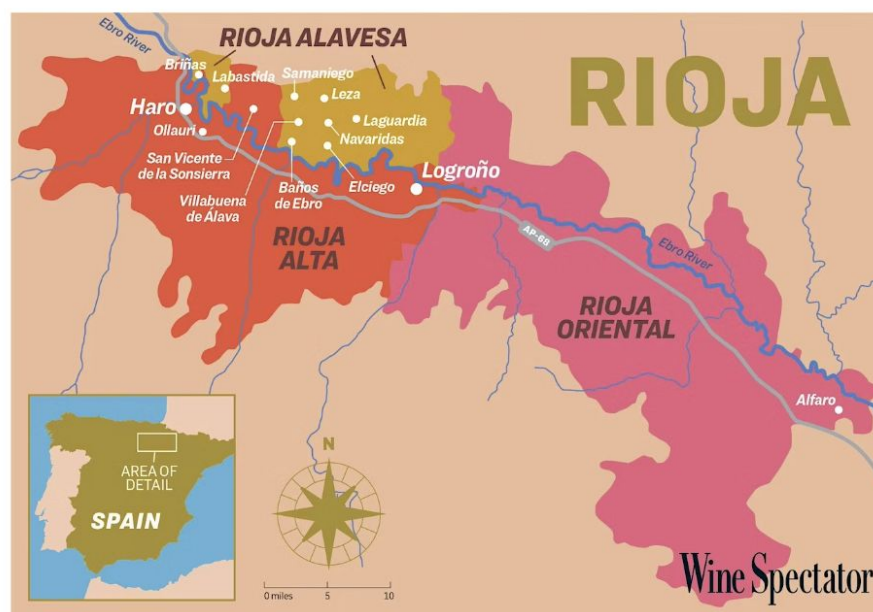 RIOJA
RIOJA ALAVESA
Ebro River
Briñas
Labastida
Samaniego
Leza
Haro
Laguardia
Ollauri
Navaridas
San Vicente
de la Sonsierra
Logroño
Villabuena
de Álava
Baños
de Ebro
Elciego
RIOJA
ALTA
AP-68
Ebro River
RIOJA
ORIENTAL
Alfaro
N
AREA OF
DETAIL
SPAIN
0 miles 5 10
Wine Spectator